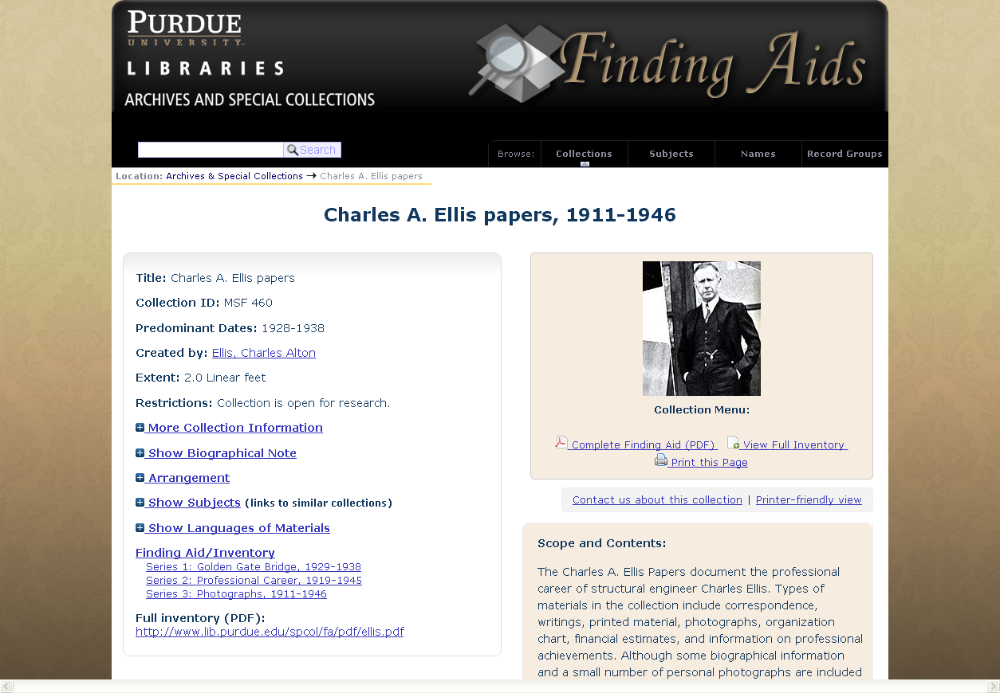 PURDUE
UNIVERSITY
LIBRARIES
ARCHIVES AND SPECIAL COLLECTIONS
Finding Aids
Search
Browse: Collections Subjects Names Record Groups
Location: Archives & Special Collections → Charles A. Ellis papers
Charles A. Ellis papers, 1911-1946
Title: Charles A. Ellis papers
Collection ID: MSF 460
Predominant Dates: 1928-1938
Created by: Ellis, Charles Alton
Extent: 2.0 Linear feet
Restrictions: Collection is open for research.
More Collection Information
Show Biographical Note
Arrangement
Show Subjects (links to similar collections)
Show Languages of Materials
Finding Aid/Inventory
Series 1: Golden Gate Bridge, 1929-1938
Series 2: Professional Career, 1919-1945
Series 3: Photographs, 1911-1946
Full inventory (PDF):
http://www.lib.purdue.edu/spcol/fa/pdf/ellis.pdf
Collection Menu:
Complete Finding Aid (PDF) View Full Inventory
Print this Page
Contact us about this collection | Printer-friendly view
Scope and Contents:
The Charles A. Ellis Papers document the professional
career of structural engineer Charles Ellis. Types of
materials in the collection include correspondence,
writings, printed material, photographs, organization
chart, financial estimates, and information on professional
achievements. Although some biographical information
and a small number of personal photographs are included